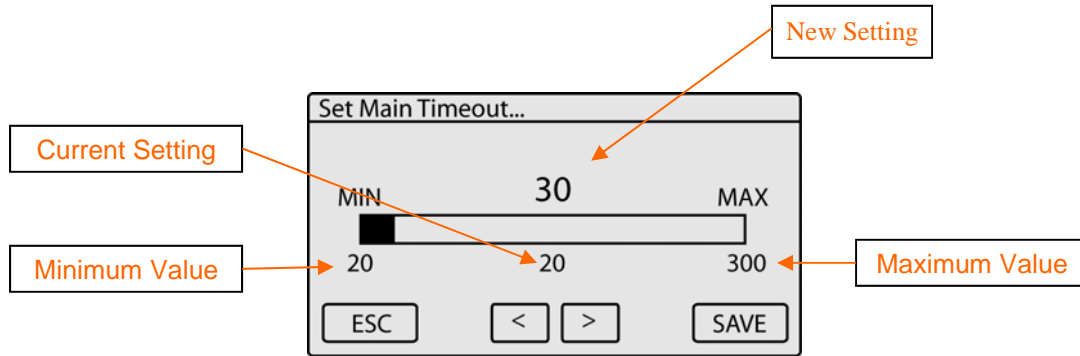 New Setting
Set Main Timeout...
Current Setting
30
MIN
MAX
Minimum Value
20
20
300
Maximum Value
ESC
<
>
SAVE